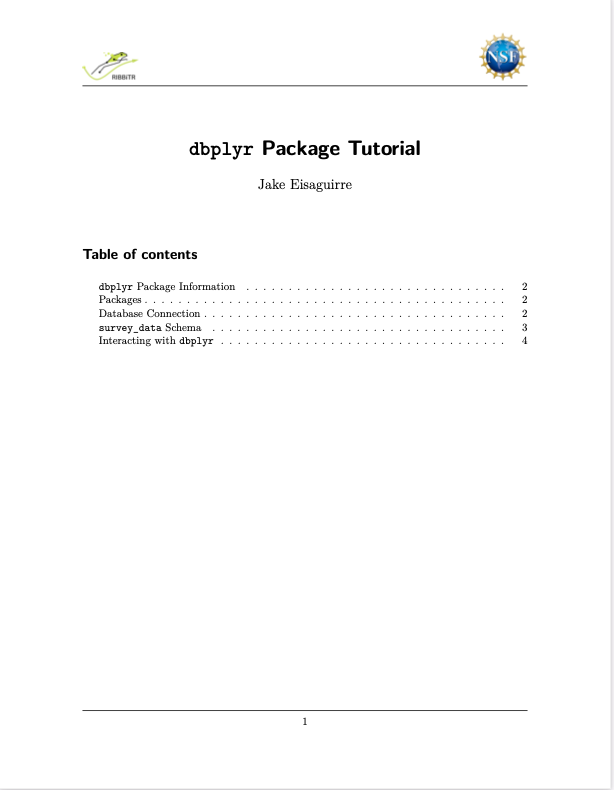 RIBBiTR
NSF
dbplyr Package Tutorial
Jake Eisaguirre
Table of contents
dbplyr Package Information . . . . . . . . . . . . . . . . . . . . . . . . . . . . . . . 2
Packages . . . . . . . . . . . . . . . . . . . . . . . . . . . . . . . . . . . . . . . . . . . 2
Database Connection . . . . . . . . . . . . . . . . . . . . . . . . . . . . . . . . . . . . 2
survey_data Schema . . . . . . . . . . . . . . . . . . . . . . . . . . . . . . . . . . . 3
Interacting with dbplyr . . . . . . . . . . . . . . . . . . . . . . . . . . . . . . . . . . 4
1